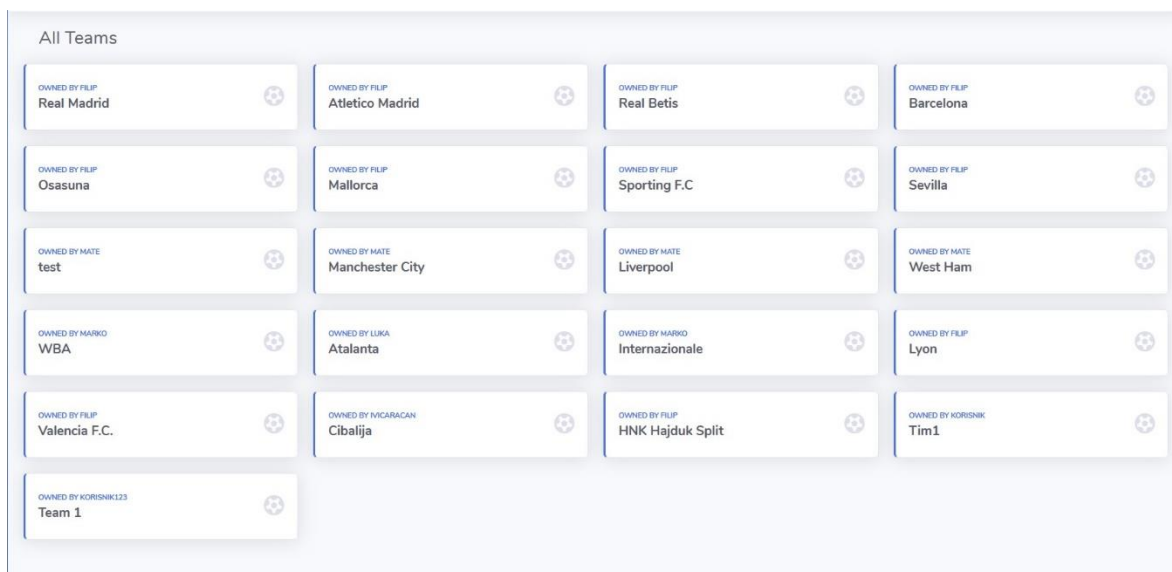 All Teams
OWNED BY FILIP
Real Madrid
OWNED BY FILIP
Atletico Madrid
OWNED BY FILIP
Real Betis
OWNED BY FILIP
Barcelona
OWNED BY FILIP
Osasuna
OWNED BY FILIP
Mallorca
OWNED BY FILIP
Sporting F.C
OWNED BY FILIP
Sevilla
OWNED BY MATE
test
OWNED BY MATE
Manchester City
OWNED BY MATE
Liverpool
OWNED BY MATE
West Ham
OWNED BY MARKO
WBA
OWNED BY LUKA
Atalanta
OWNED BY MARKO
Internazionale
OWNED BY FILIP
Lyon
OWNED BY FILIP
Valencia F.C.
OWNED BY IVICARACAN
Cibalija
OWNED BY FILIP
HNK Hajduk Split
OWNED BY KORISNIK
Tim1
OWNED BY KORISNIK123
Team 1